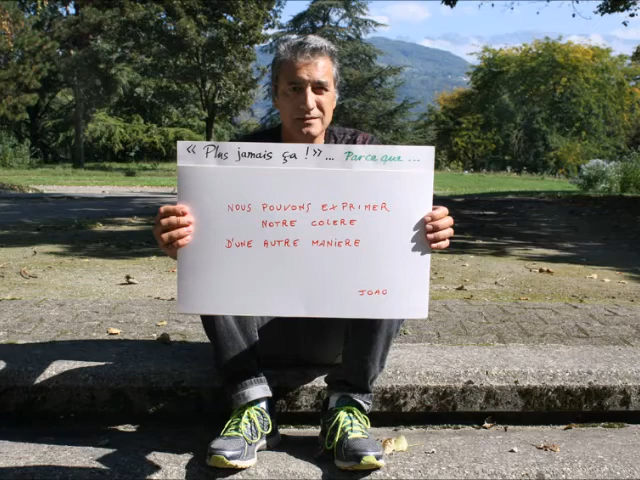 « Plus jamais ça ! »... Parce que ...
NOUS POUVONS EXPRIMER
NOTRE COLERE
D'UNE AUTRE MANIERE
JOAO